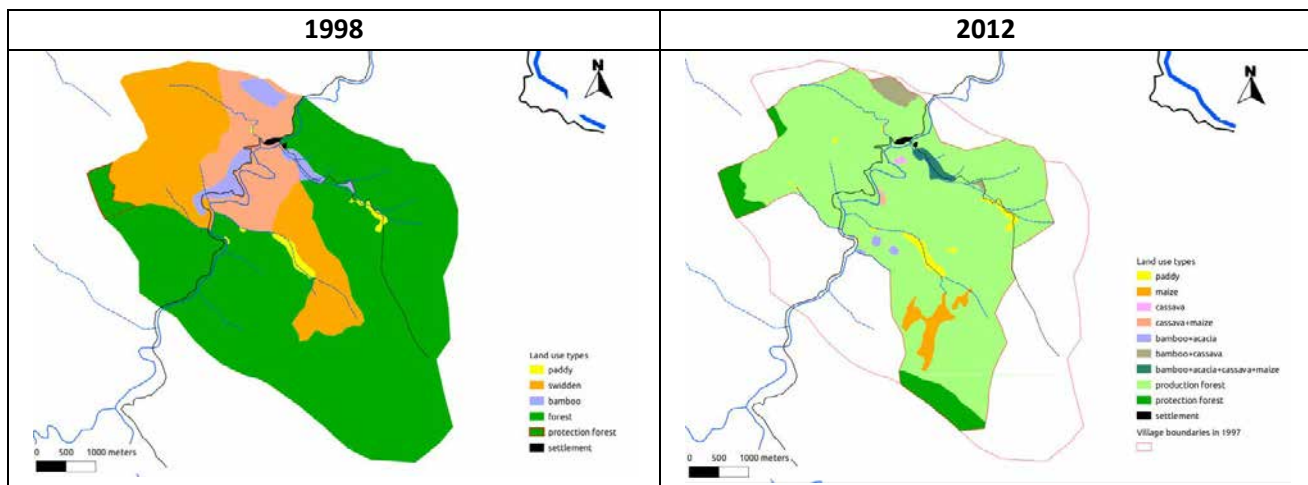 1998
2012
N
N
Land use types
paddy
swidden
bamboo
forest
protection forest
settlement
0 500 1000 meters
Land use types
paddy
maize
cassava
cassava+maize
bamboo+acacia
bamboo+cassava
bamboo+acacia+cassava+maize
production forest
protection forest
settlement
Village boundaries in 1997
0 500 1000 meters